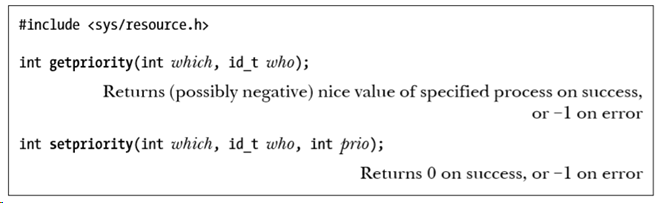 #include <sys/resource.h>
int getpriority(int which, id_t who);
Returns (possibly negative) nice value of specified process on success,
or −1 on error
int setpriority(int which, id_t who, int prio);
Returns 0 on success, or −1 on error